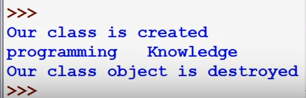 >>>
Our class is created
programming   Knowledge
Our class object is destroyed
>>>